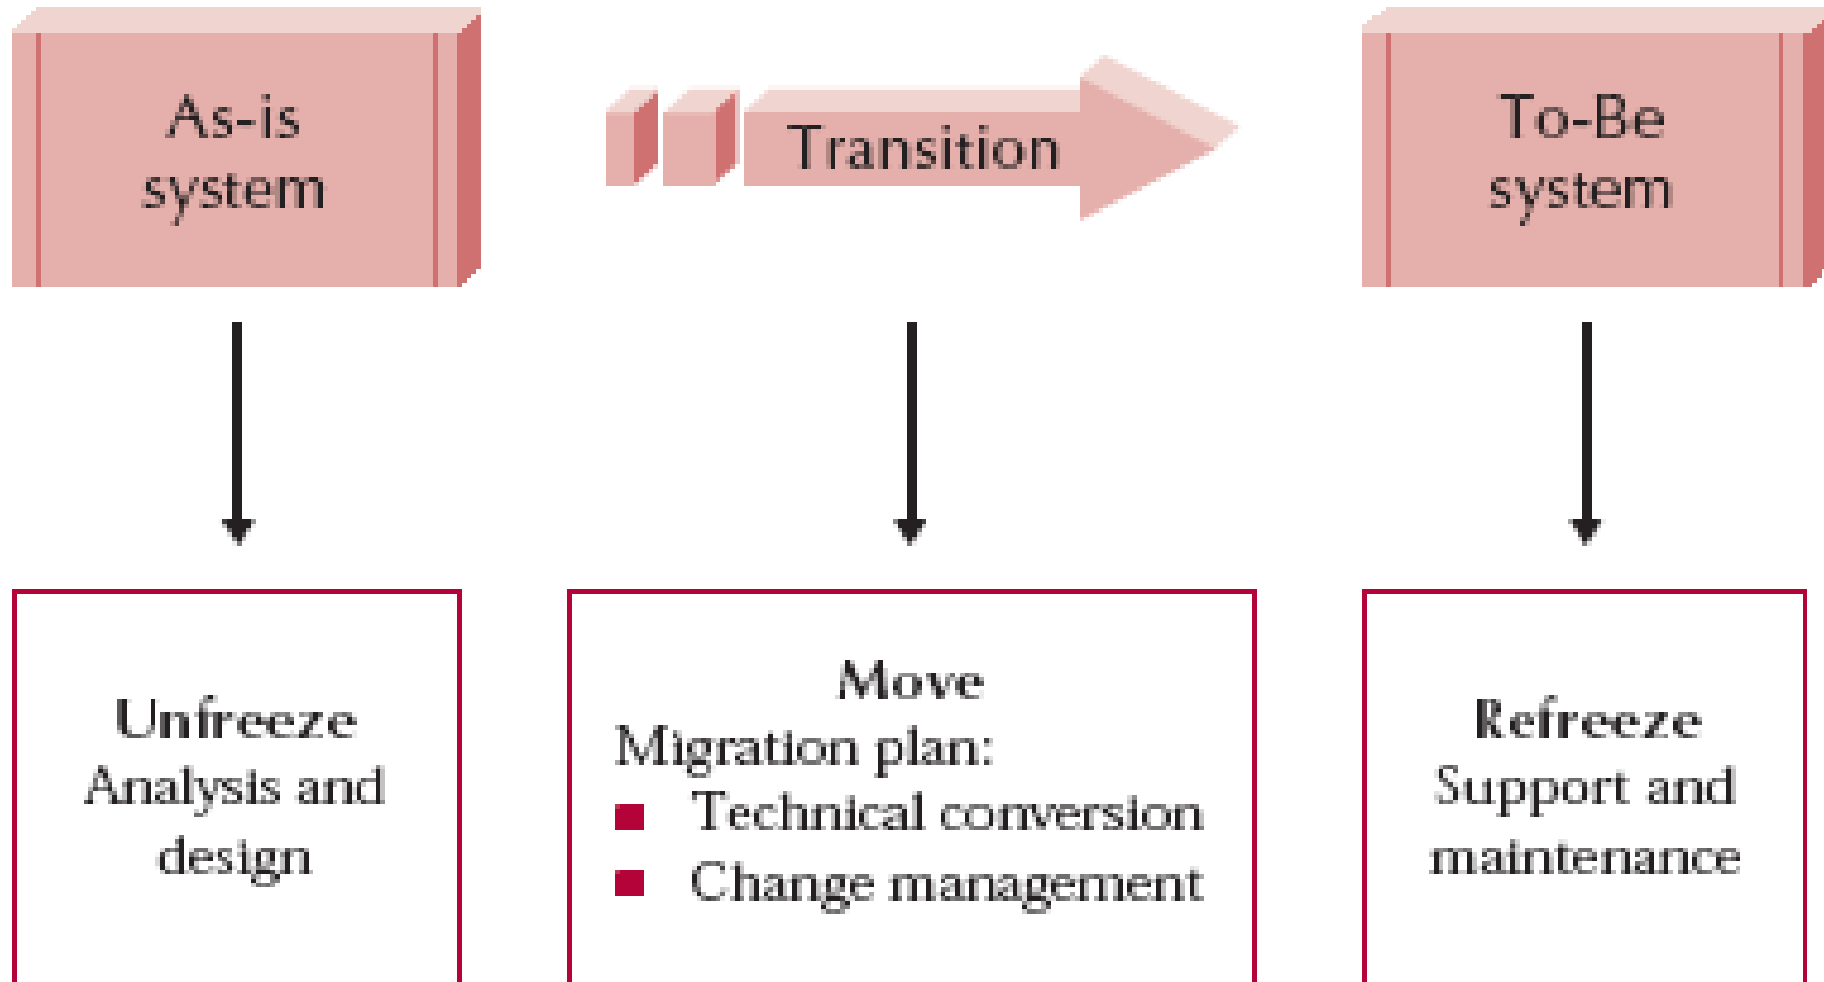 As-is
system
Transition
To-Be
system
Unfreeze
Analysis and
design
Move
Migration plan:
Technical conversion
Change management
Refreeze
Support and
maintenance